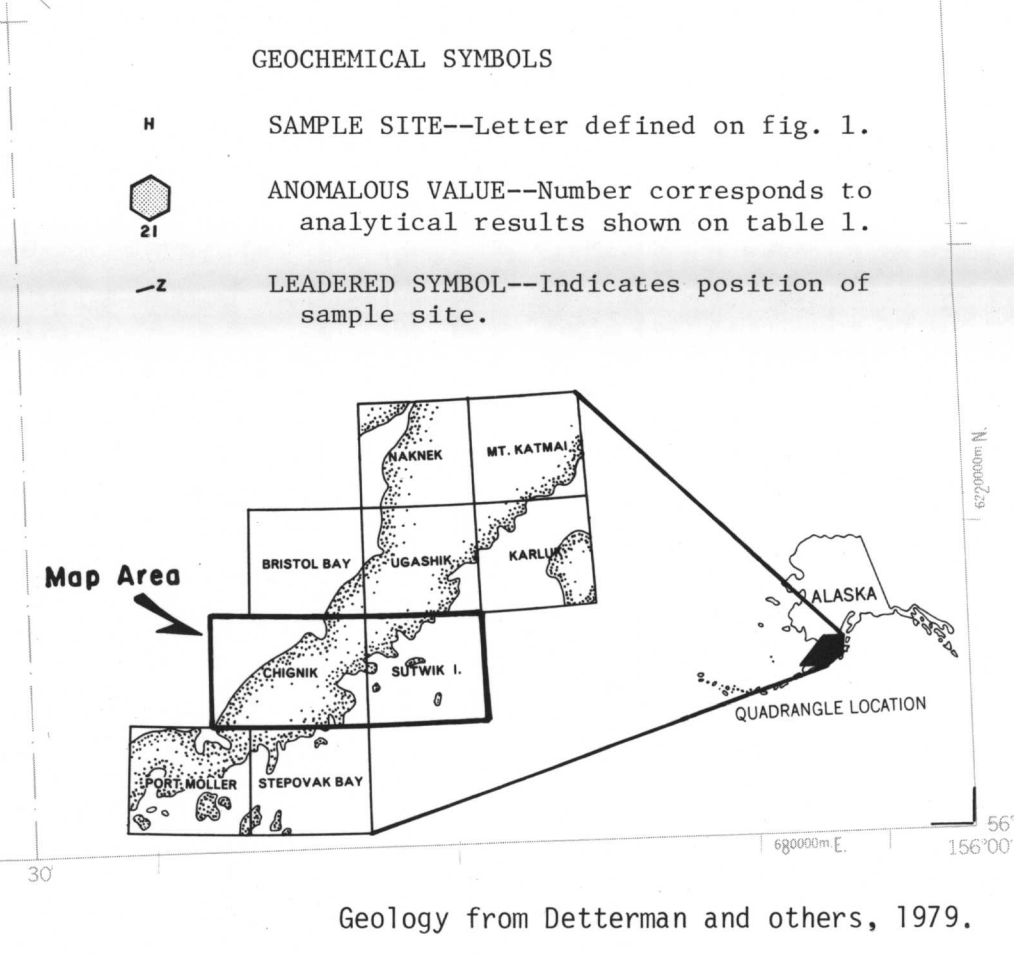 GEOCHEMICAL SYMBOLS
H
SAMPLE SITE--Letter defined on fig. 1.
21
ANOMALOUS VALUE--Number corresponds to
analytical results shown on table 1.
Z
LEADERED SYMBOL--Indicates position of
sample site.
NAKNEK
MT. KATMAI
6220000m N.
BRISTOL BAY
UGASHIK
KARLUK
Map Area
ALASKA
CHIGNIK
SUTWIK I.
QUADRANGLE LOCATION
PORT MOLLER
STEPOVAK BAY
56°
680000m.E.
156°00'
30'
Geology from Detterman and others, 1979.